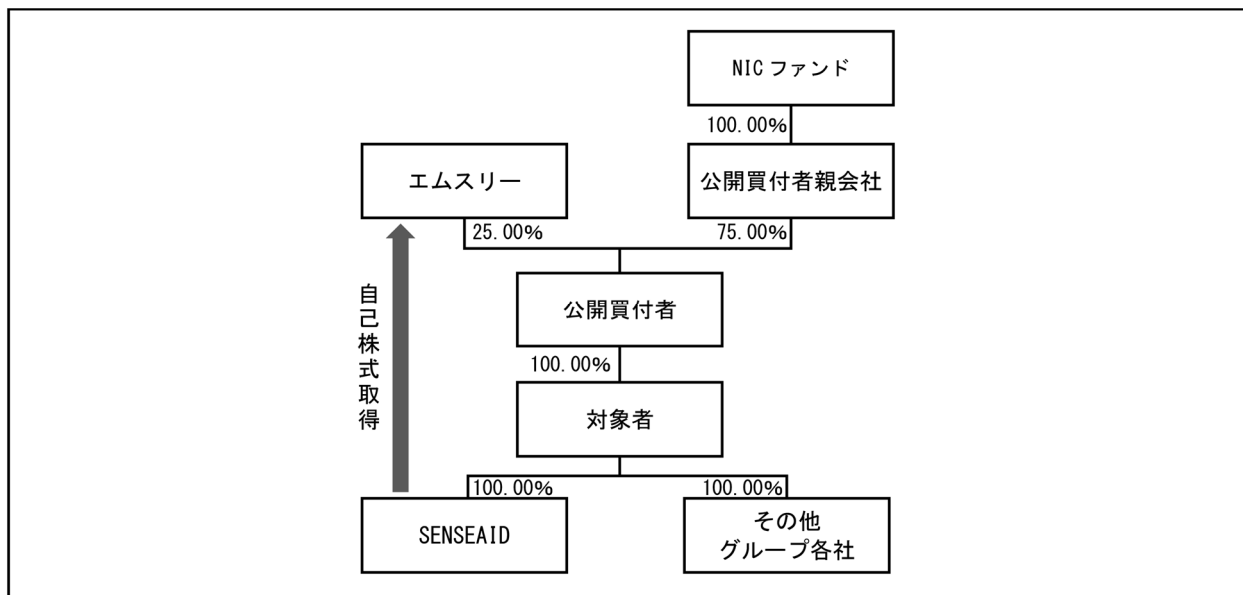 NIC ファンド
100.00%
エムスリー
公開買付者親会社
25.00%
75.00%
自己株式取得
公開買付者
100.00%
対象者
100.00%
100.00%
SENSEAID
その他
グループ各社